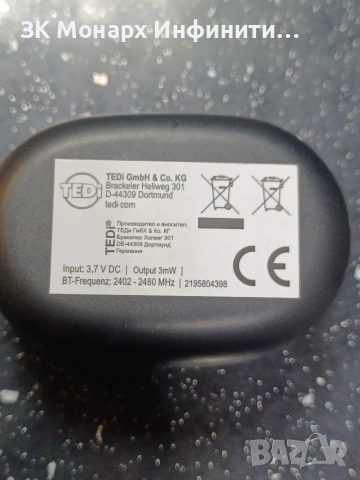 ЗК Монарх Инфинити...
TEDi
TEDi GmbH & Co. KG
Brackeler Hellweg 301
D-44309 Dortmund
tedi·com
TEDi®
Производител и вносител:
ТЕДи ГмбХ & Ко. КГ
Бракелер Хелвег 301
DE-44309 Дортмунд
Германия
CE
Input: 3,7 V DC | Output 3mW
BT-Frequenz: 2402 - 2480 MHz | 2195804398
BAZAR